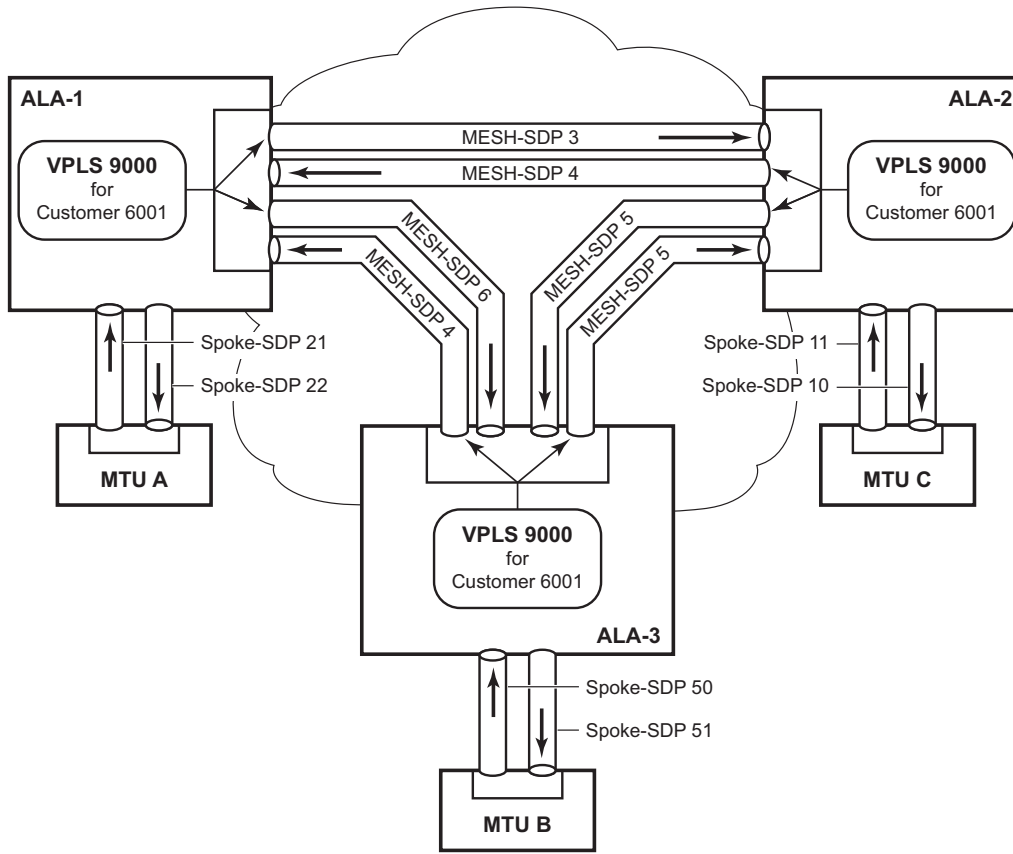 ALA-1
ALA-2
VPLS 9000
for
Customer 6001
MESH-SDP 3
MESH-SDP 4
VPLS 9000
for
Customer 6001
MESH-SDP 6
MESH-SDP 4
MESH-SDP 5
MESH-SDP 5
Spoke-SDP 21
Spoke-SDP 22
Spoke-SDP 11
Spoke-SDP 10
MTU A
MTU C
VPLS 9000
for
Customer 6001
ALA-3
Spoke-SDP 50
Spoke-SDP 51
MTU B